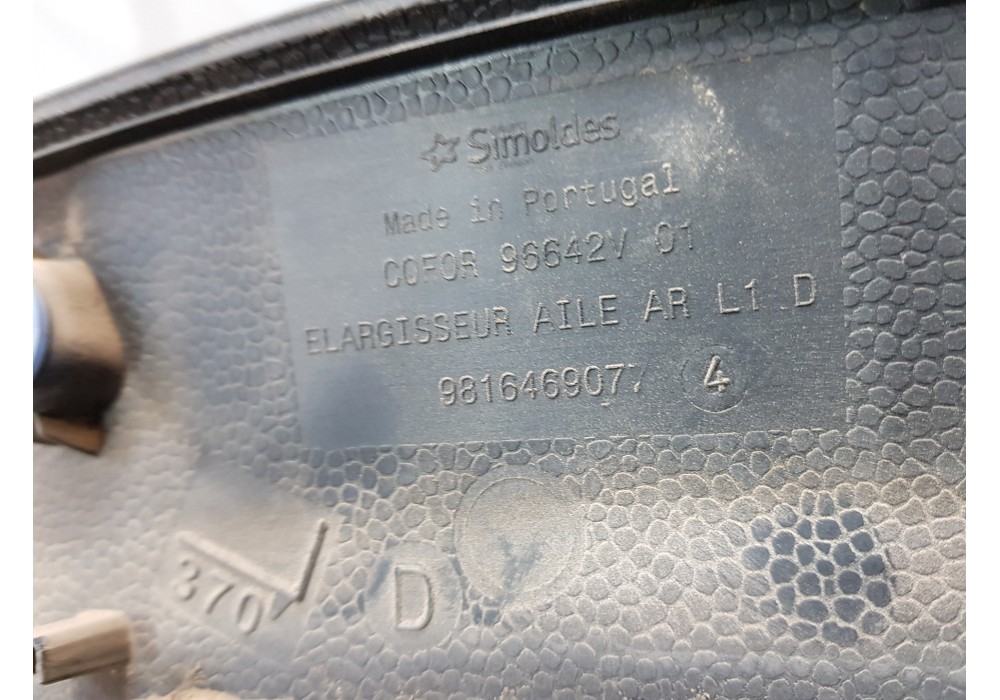 Simoldes
Made in Portugal
COFOR 96642V 01
ELARGISSEUR AILE AR L1 D
9816469077 4
370
D